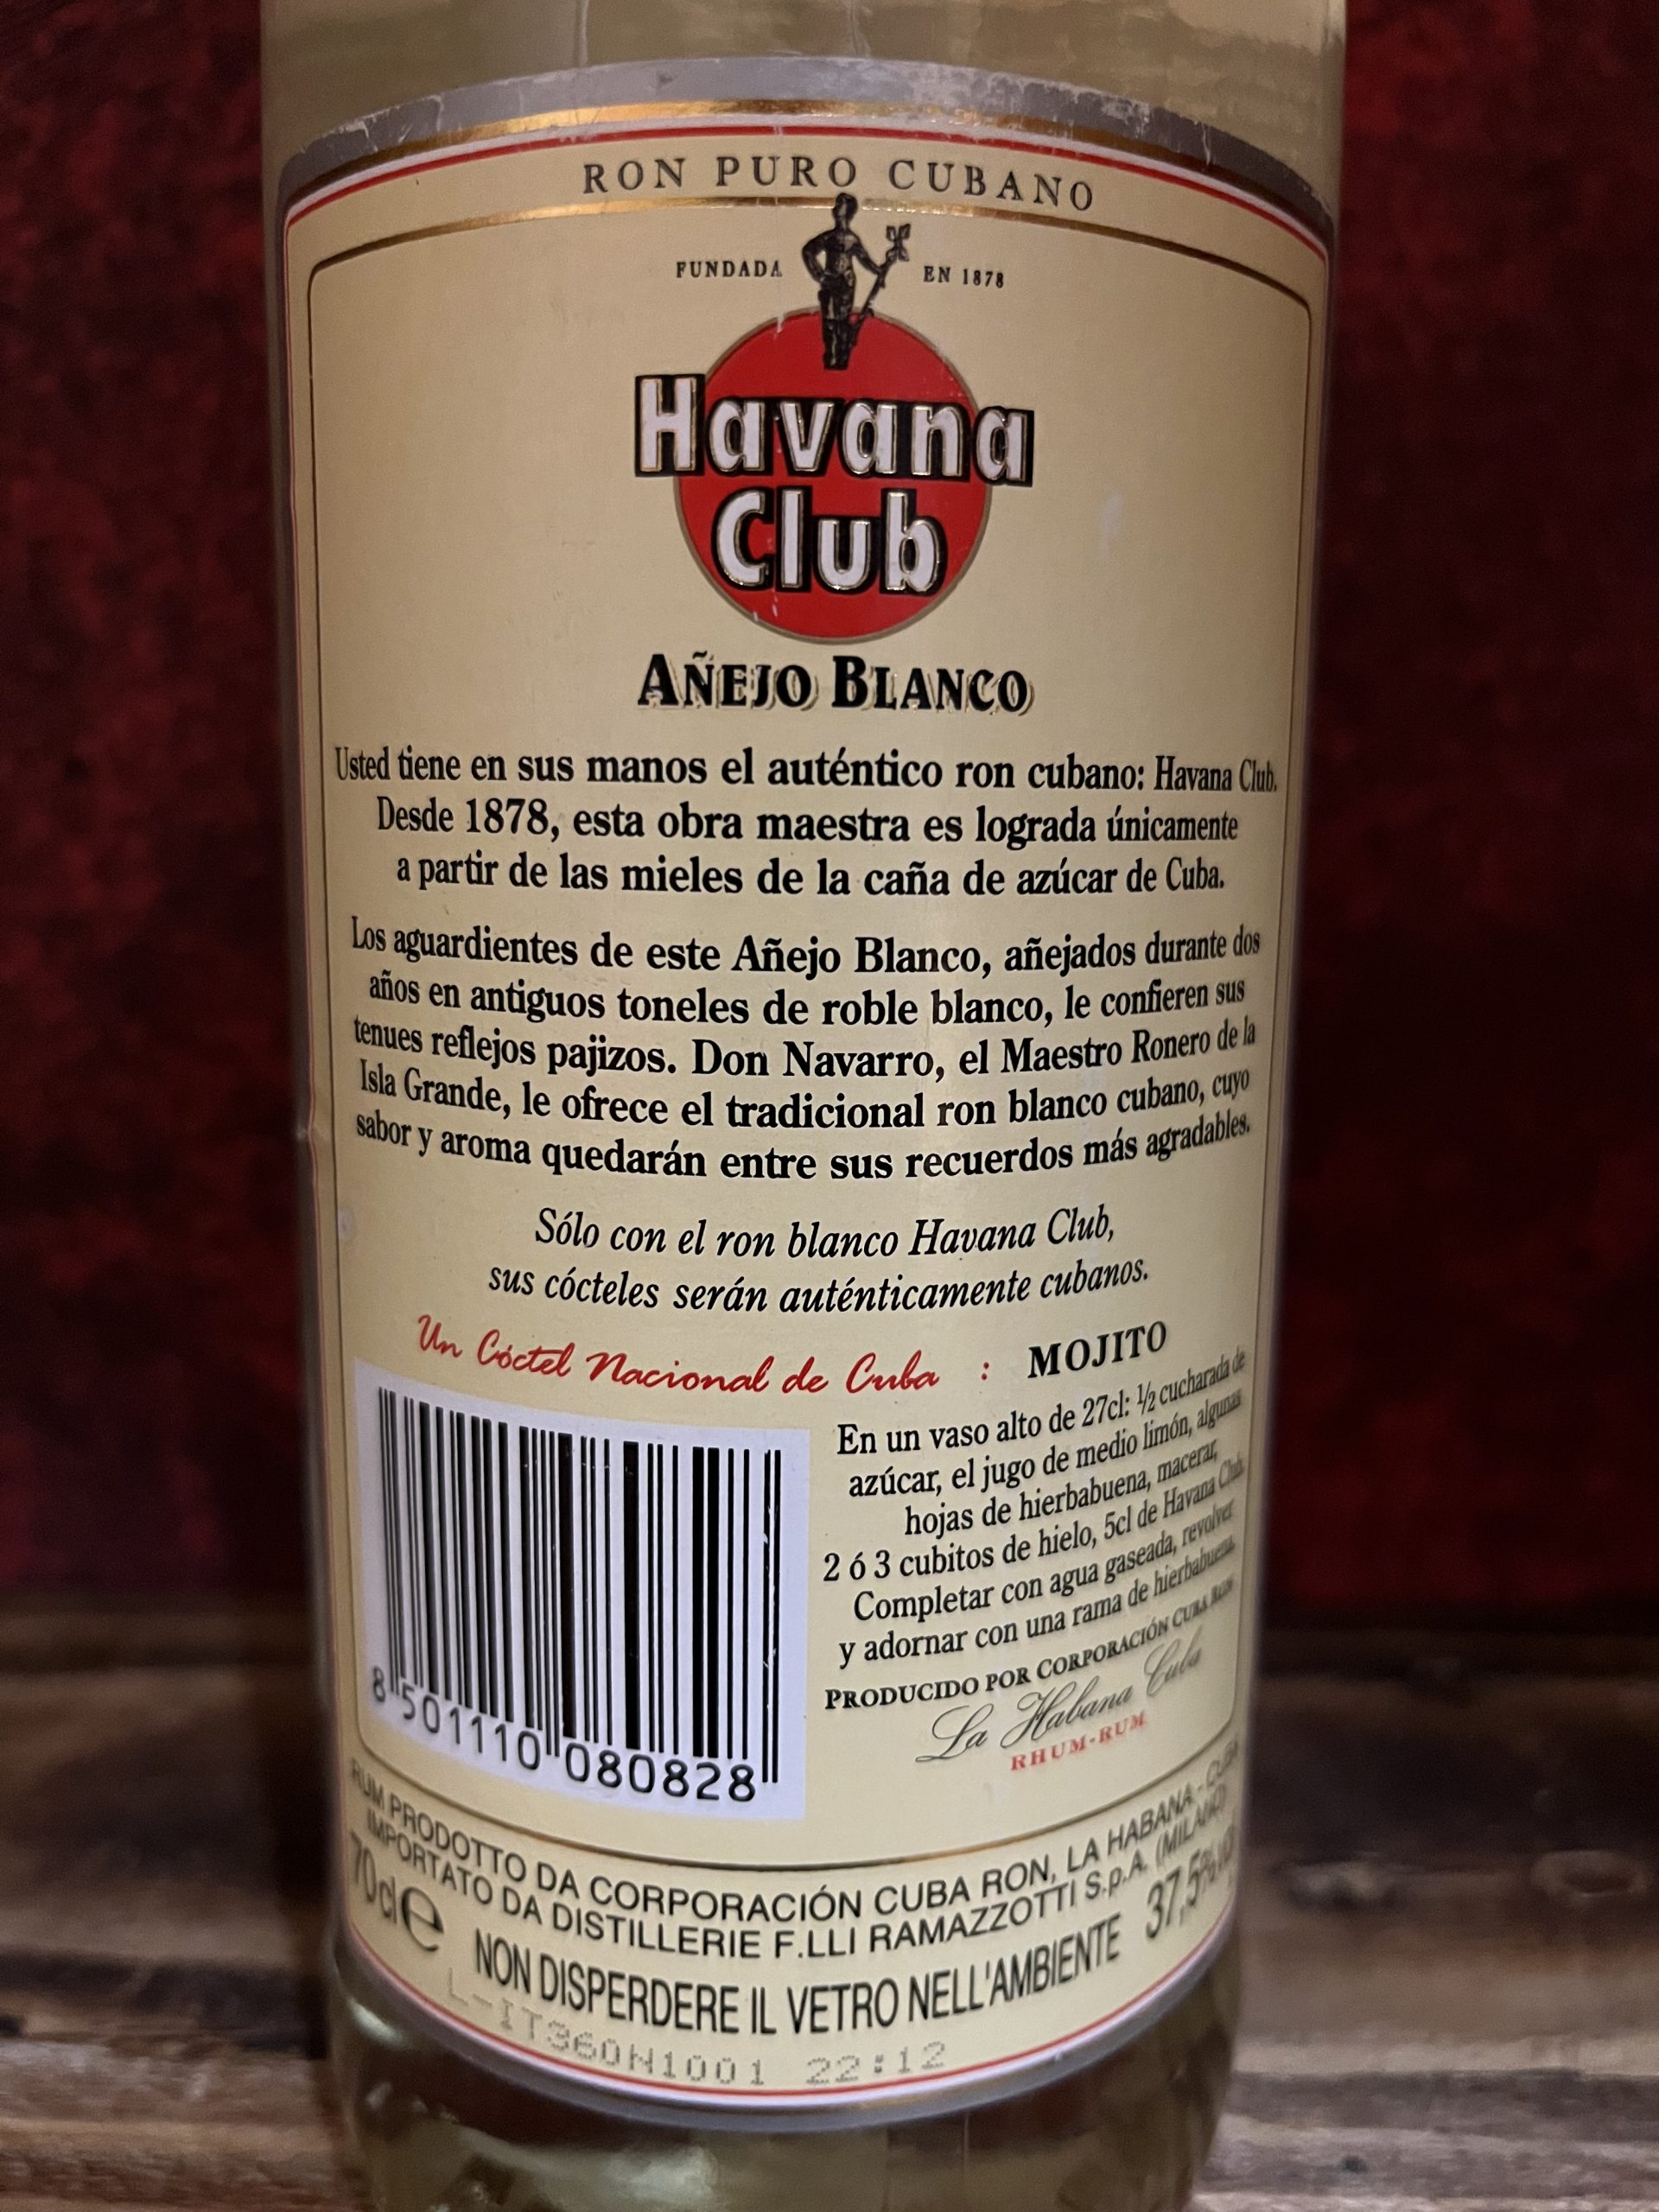 RON PURO CUBANO
FUNDADA EN 1878
Havana
Club
AÑEJO BLANCO
Usted tiene en sus manos el auténtico ron cubano: Havana Club.
Desde 1878, esta obra maestra es lograda únicamente
a partir de las mieles de la caña de azúcar de Cuba.
Los aguardientes de este Añejo Blanco, añejados durante dos
años en antiguos toneles de roble blanco, le confieren sus
tenues reflejos pajizos. Don Navarro, el Maestro Ronero de la
Isla Grande, le ofrece el tradicional ron blanco cubano, cuyo
sabor y aroma quedarán entre sus recuerdos más agradables.
Sólo con el ron blanco Havana Club,
sus cócteles serán auténticamente cubanos.
Un Cóctel Nacional de Cuba : MOJITO
En un vaso alto de 27cl: ½ cucharada de
azúcar, el jugo de medio limón, algunas
hojas de hierbabuena, macerar,
2 ó 3 cubitos de hielo, 5cl de Havana Club.
Completar con agua gaseada, revolver
y adornar con una rama de hierbabuena.
PRODUCIDO POR CORPORACIÓN CUBA RON
La Habana Cuba
RHUM-RUM
8 501110 080828
RUM PRODOTTO DA CORPORACIÓN CUBA RON, LA HABANA - CUBA
IMPORTATO DA DISTILLERIE F.LLI RAMAZZOTTI S.p.A. (MILANO)
70cl e NON DISPERDERE IL VETRO NELL'AMBIENTE 37,5% vol
L-IT360N1001 22:12